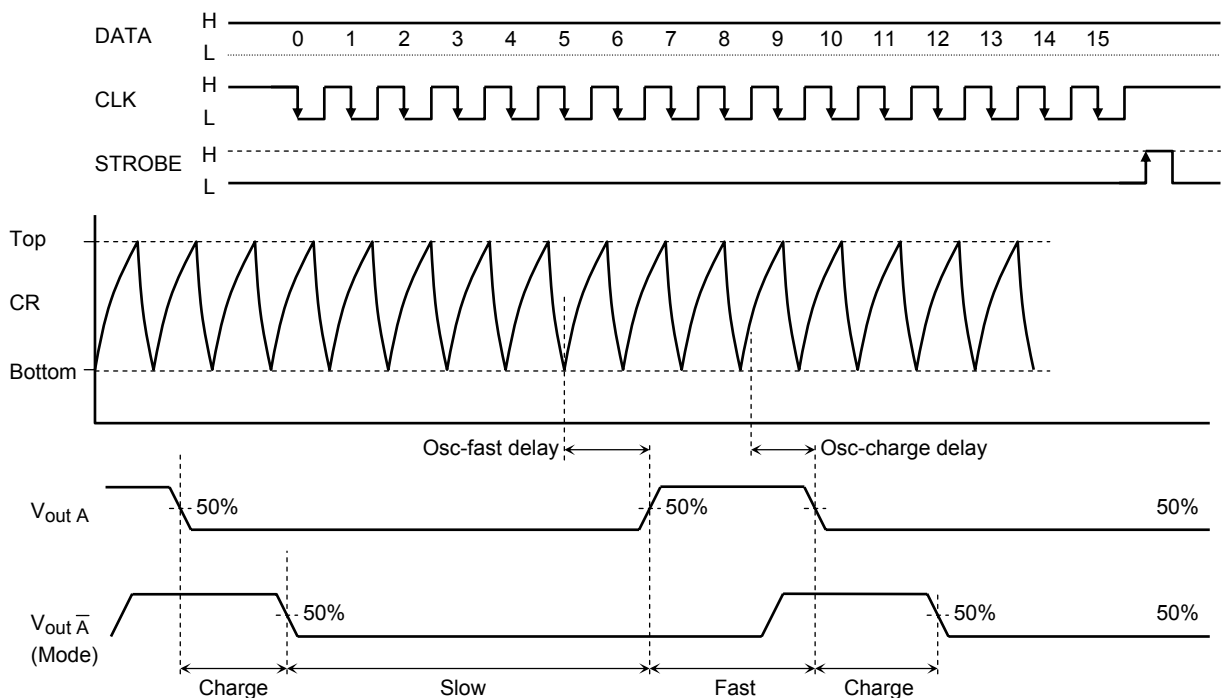 DATA H
0 1 2 3 4 5 6 7 8 9 10 11 12 13 14 15
L
CLK H
L
STROBE H
L
Top
CR
Bottom
Osc-fast delay Osc-charge delay
Vout A 50% 50% 50%
Vout A̅ 50% 50% 50%
(Mode)
Charge Slow Fast Charge